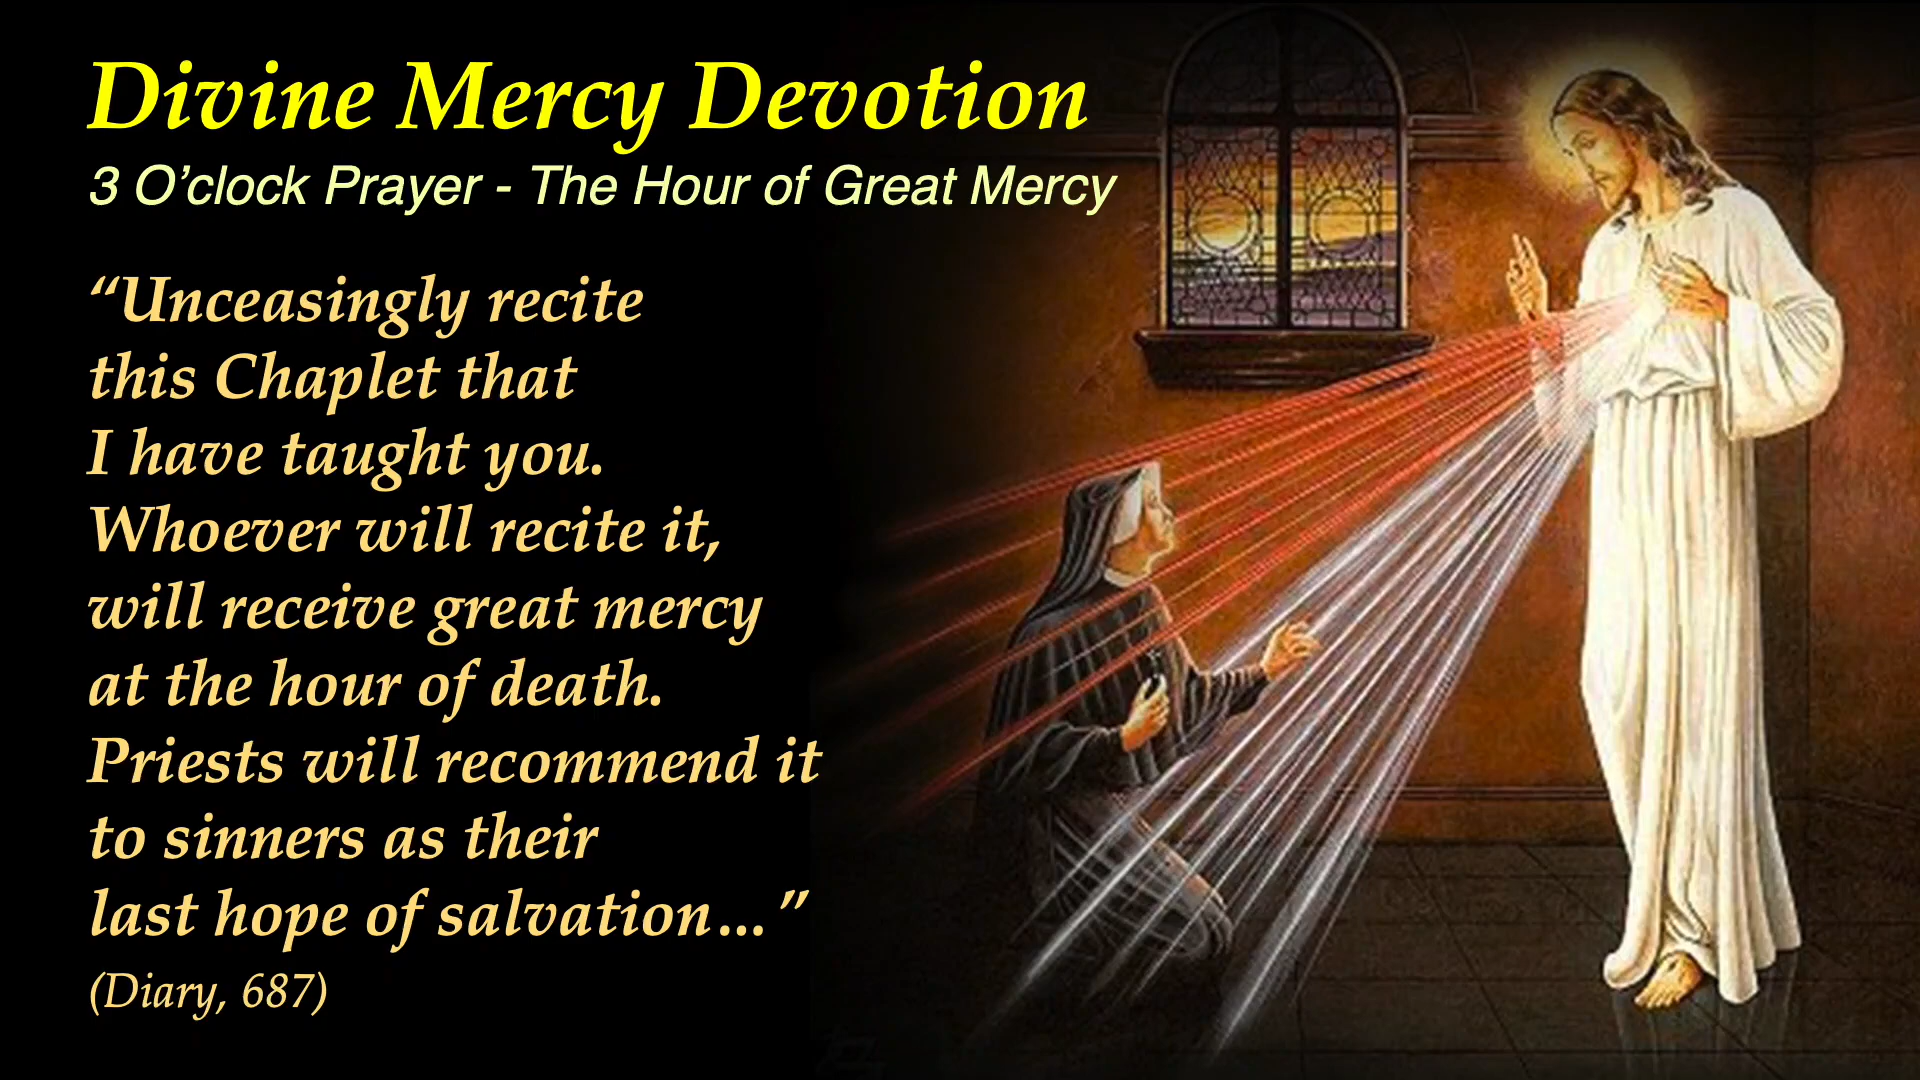 Divine Mercy Devotion
3 O’clock Prayer - The Hour of Great Mercy
“Unceasingly recite
this Chaplet that
I have taught you.
Whoever will recite it,
will receive great mercy
at the hour of death.
Priests will recommend it
to sinners as their
last hope of salvation…”
(Diary, 687)